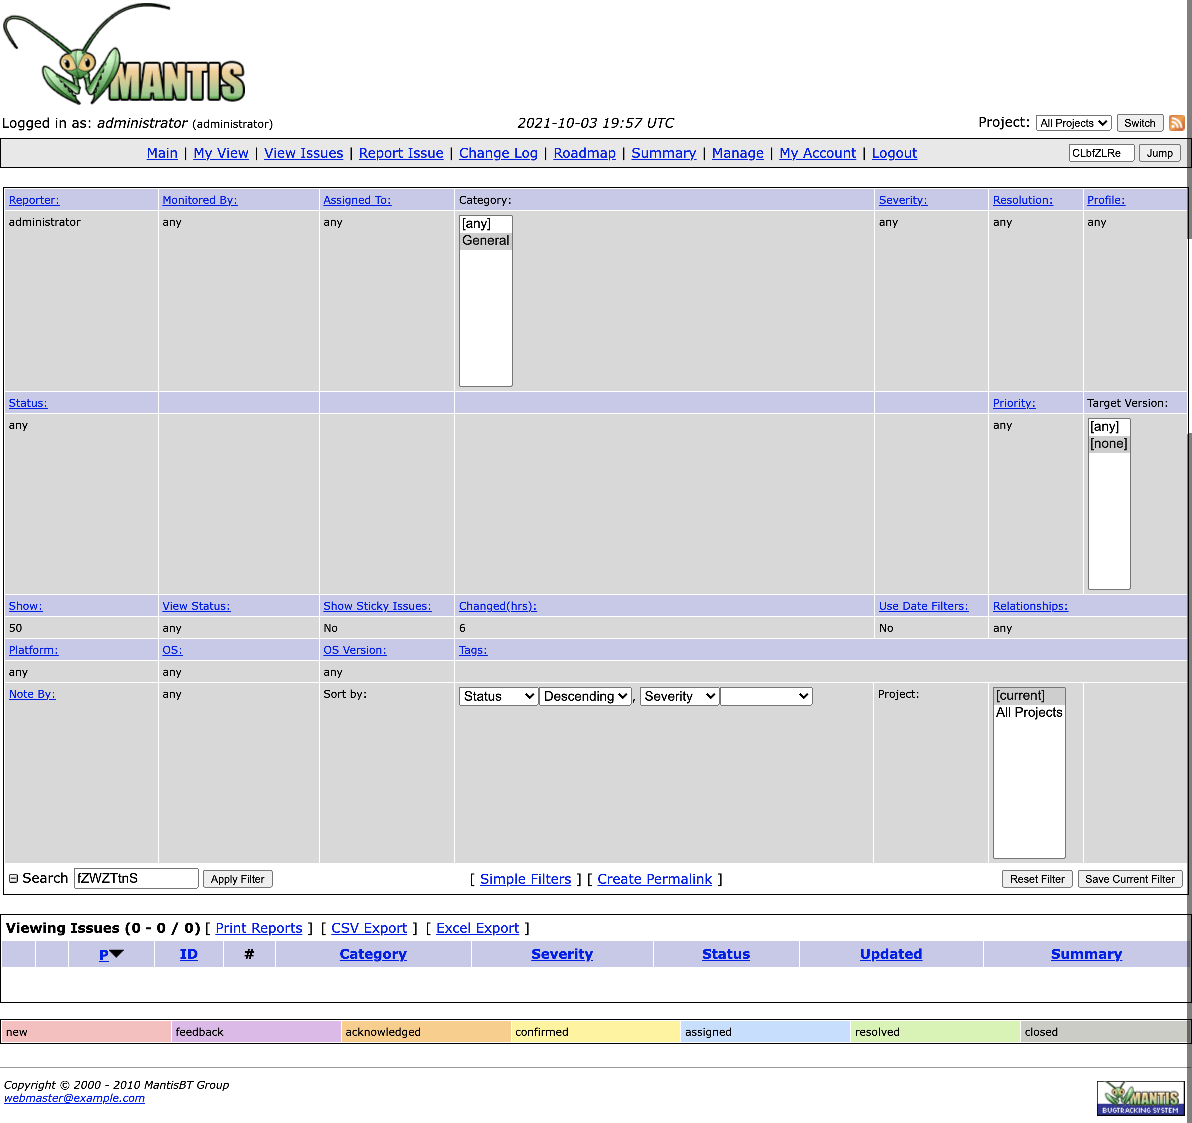 MANTIS
Logged in as: administrator (administrator) 2021-10-03 19:57 UTC Project: All Projects Switch
Main | My View | View Issues | Report Issue | Change Log | Roadmap | Summary | Manage | My Account | Logout CLbfZLRe Jump
Reporter: Monitored By: Assigned To: Category: Severity: Resolution: Profile:
administrator any any [any] any any any
General
Status: Priority: Target Version:
any any [any]
[none]
Show: View Status: Show Sticky Issues: Changed(hrs): Use Date Filters: Relationships:
50 any No 6 No any
Platform: OS: OS Version: Tags:
any any any
Note By: any Sort by: Status Descending , Severity Project: [current]
All Projects
Search fZWZTtnS Apply Filter [ Simple Filters ] [ Create Permalink ] Reset Filter Save Current Filter
Viewing Issues (0 - 0 / 0) [ Print Reports ] [ CSV Export ] [ Excel Export ]
P ID # Category Severity Status Updated Summary
new feedback acknowledged confirmed assigned resolved closed
Copyright © 2000 - 2010 MantisBT Group
webmaster@example.com
MANTIS
BUGTRACKING SYSTEM